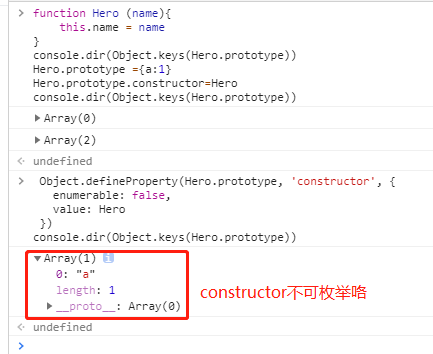 function Hero (name){
this.name = name
}
console.dir(Object.keys(Hero.prototype))
Hero.prototype ={a:1}
Hero.prototype.constructor=Hero
console.dir(Object.keys(Hero.prototype))
Array(0)
Array(2)
undefined
Object.defineProperty(Hero.prototype, 'constructor', {
enumerable: false,
value: Hero
})
console.dir(Object.keys(Hero.prototype))
Array(1) i
0: "a"
length: 1
__proto__: Array(0)
constructor不可枚举咯
undefined